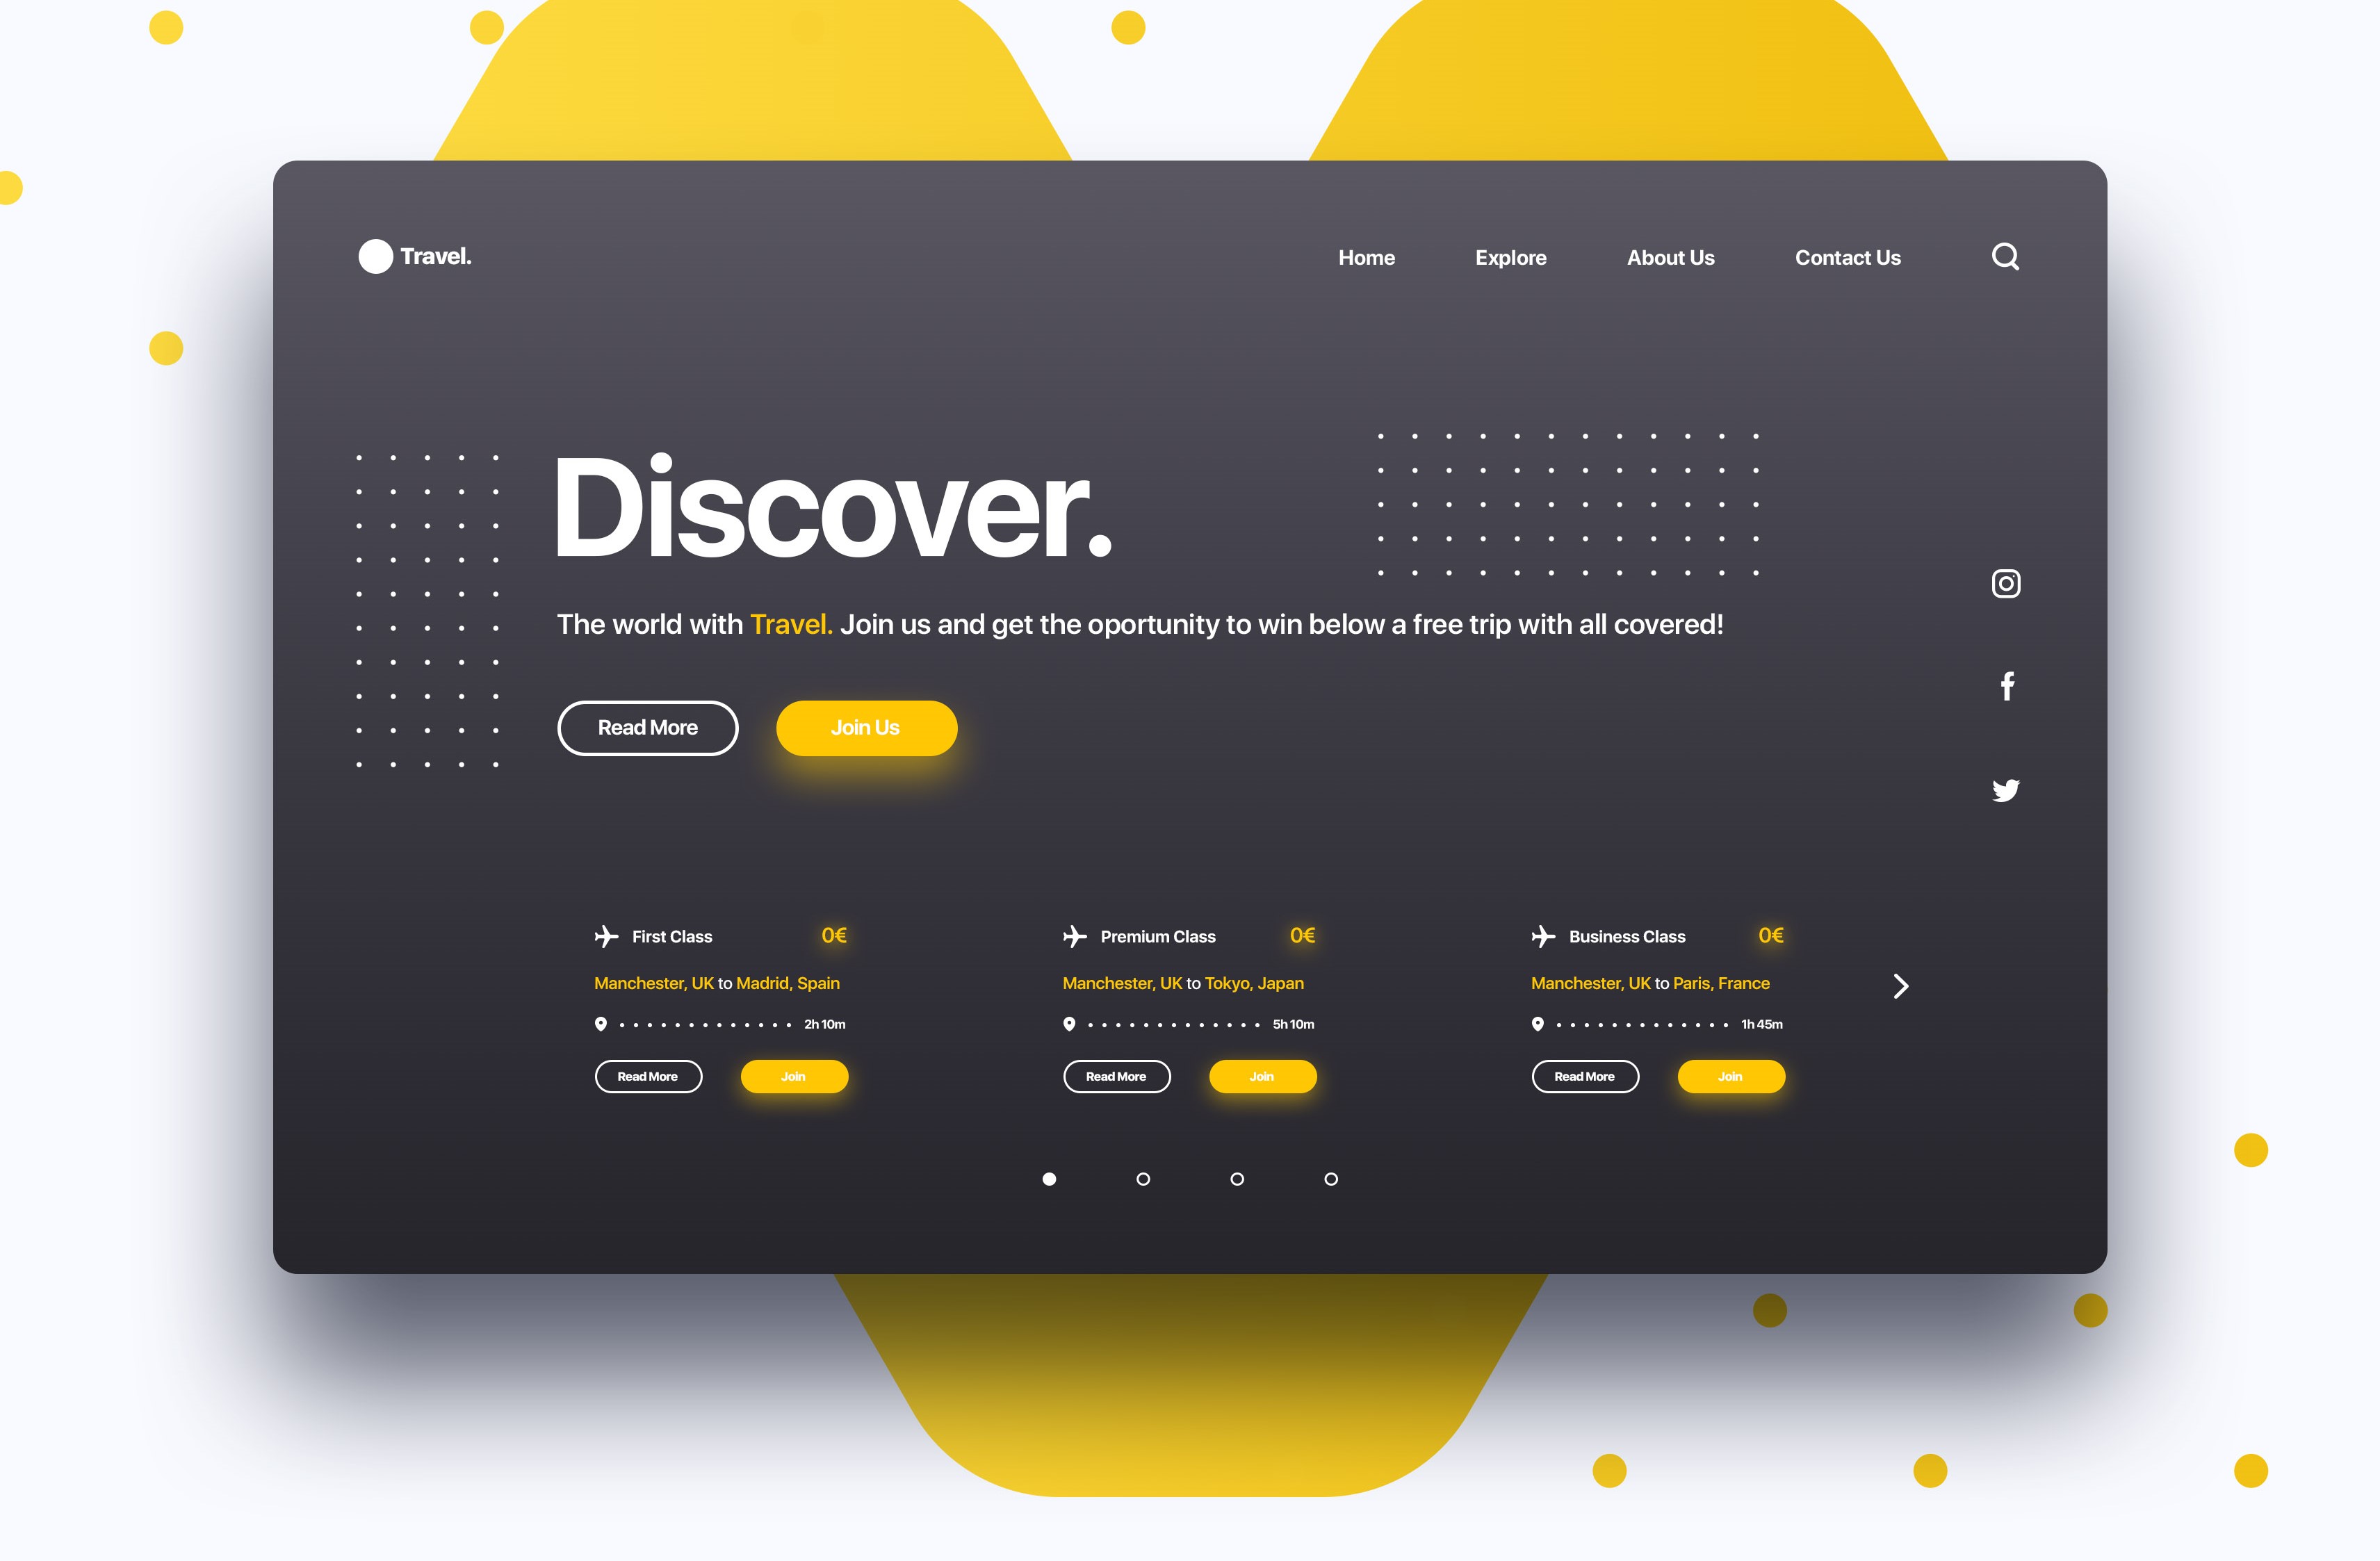 Travel.
Home Explore About Us Contact Us
Discover.
The world with Travel. Join us and get the oportunity to win below a free trip with all covered!
Read More Join Us
First Class 0€
Manchester, UK to Madrid, Spain
2h 10m
Read More Join
Premium Class 0€
Manchester, UK to Tokyo, Japan
5h 10m
Read More Join
Business Class 0€
Manchester, UK to Paris, France
1h 45m
Read More Join